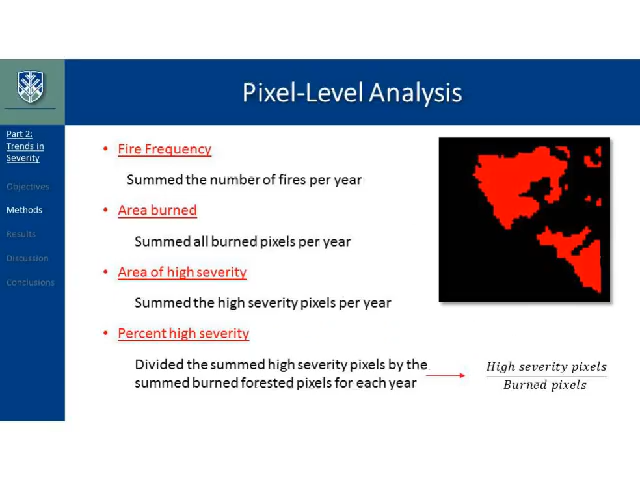 Pixel-Level Analysis
Part 2:
Trends in
Severity
Objectives
Methods
Results
Discussion
Conclusions
• Fire Frequency
Summed the number of fires per year
• Area burned
Summed all burned pixels per year
• Area of high severity
Summed the high severity pixels per year
• Percent high severity
Divided the summed high severity pixels by the
summed burned forested pixels for each year
High severity pixels
Burned pixels